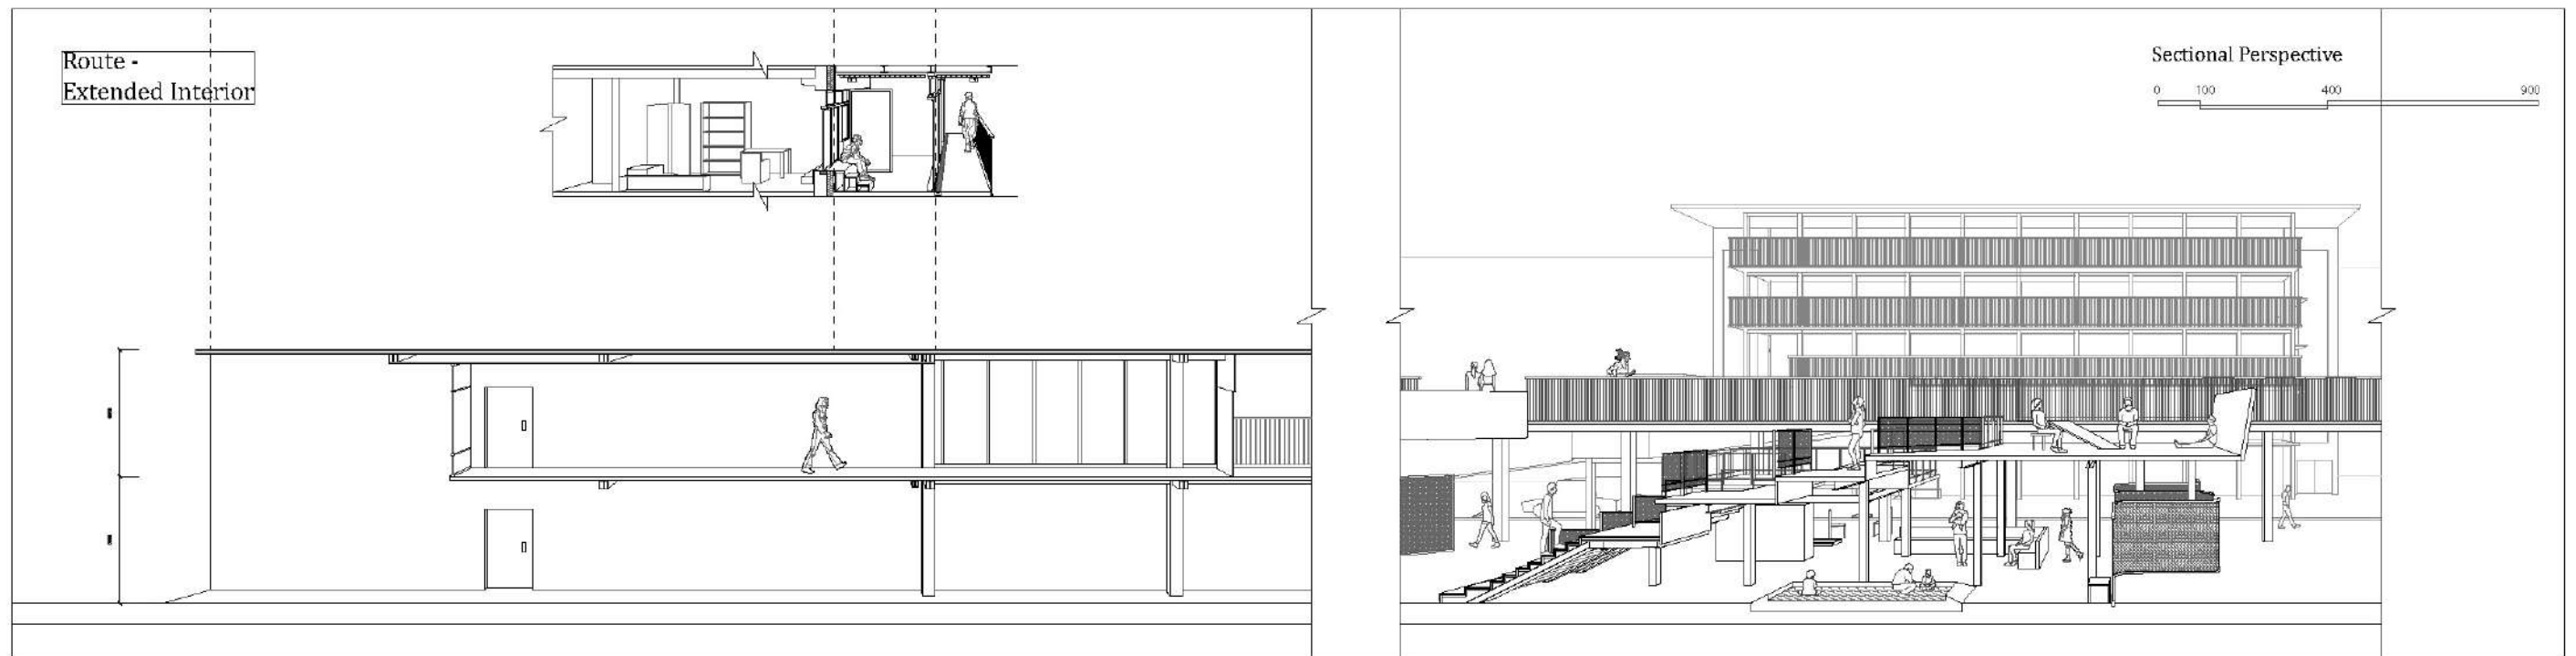 Route -
Extended Interior
Sectional Perspective
0 100 400 900